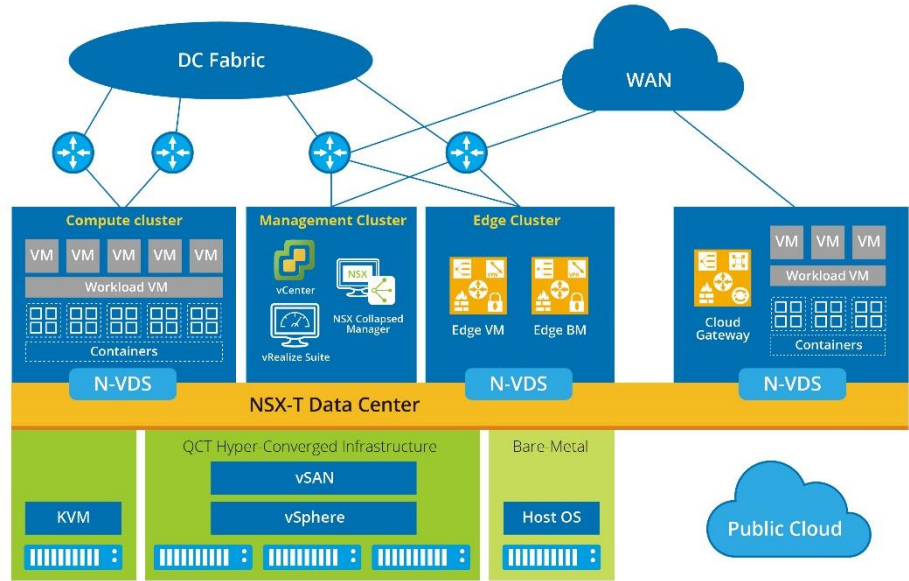 DC Fabric
WAN
Compute cluster
VM VM VM VM VM
Workload VM
Containers
N-VDS
Management Cluster
vCenter
NSX
NSX Collapsed
Manager
vRealize Suite
Edge Cluster
VPN
VPN
Edge VM
Edge BM
N-VDS
Cloud
Gateway
VM VM VM
Workload VM
Containers
N-VDS
NSX-T Data Center
KVM
QCT Hyper-Converged Infrastructure
vSAN
vSphere
Bare-Metal
Host OS
Public Cloud